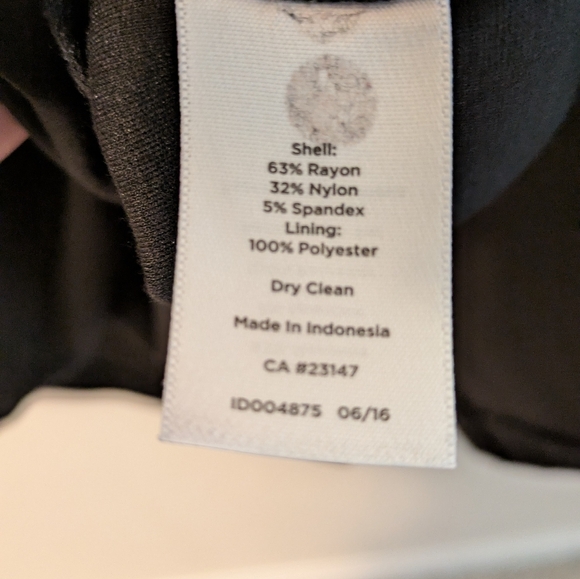 Shell:
63% Rayon
32% Nylon
5% Spandex
Lining:
100% Polyester
Dry Clean
Made In Indonesia
CA #23147
ID004875 06/16